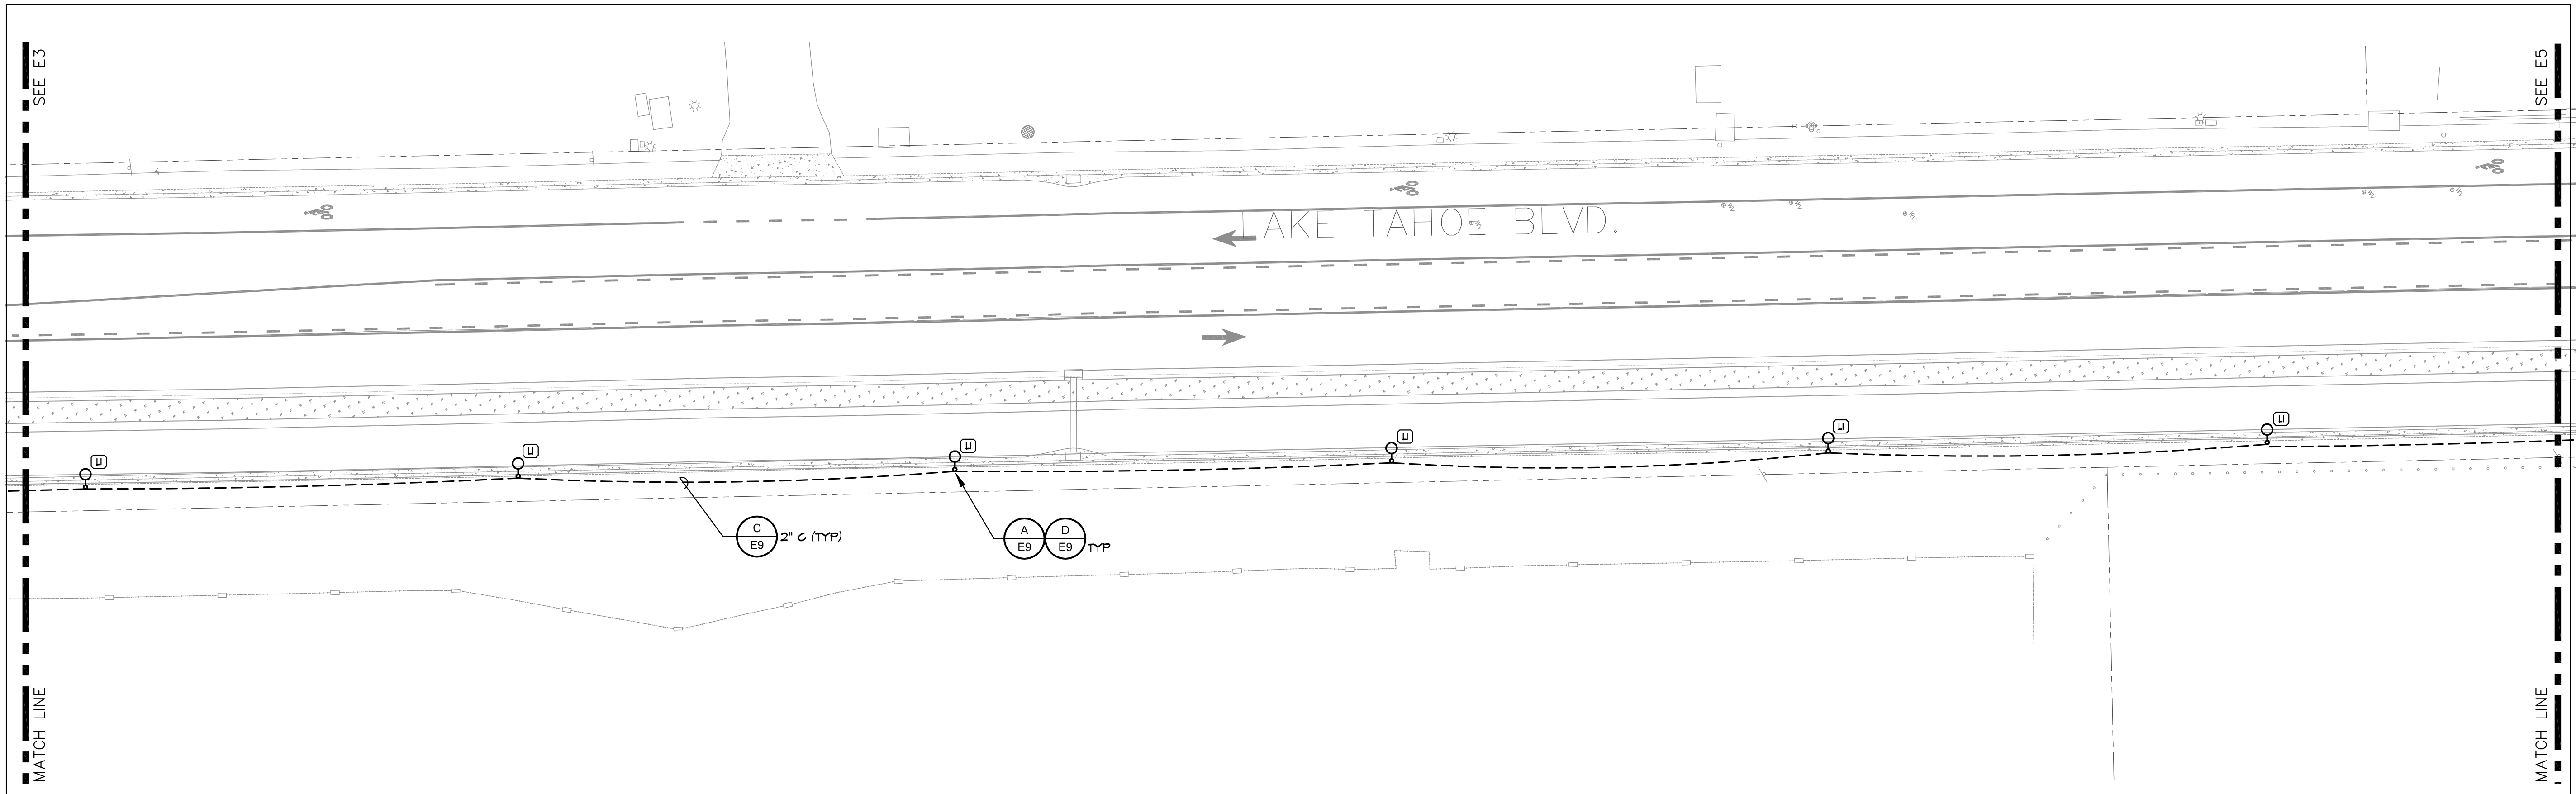 SEE E3
SEE E5
LAKE TAHOE BLVD.
C
E9
2" C (TYP)
A
E9
D
E9
TYP
MATCH LINE
MATCH LINE